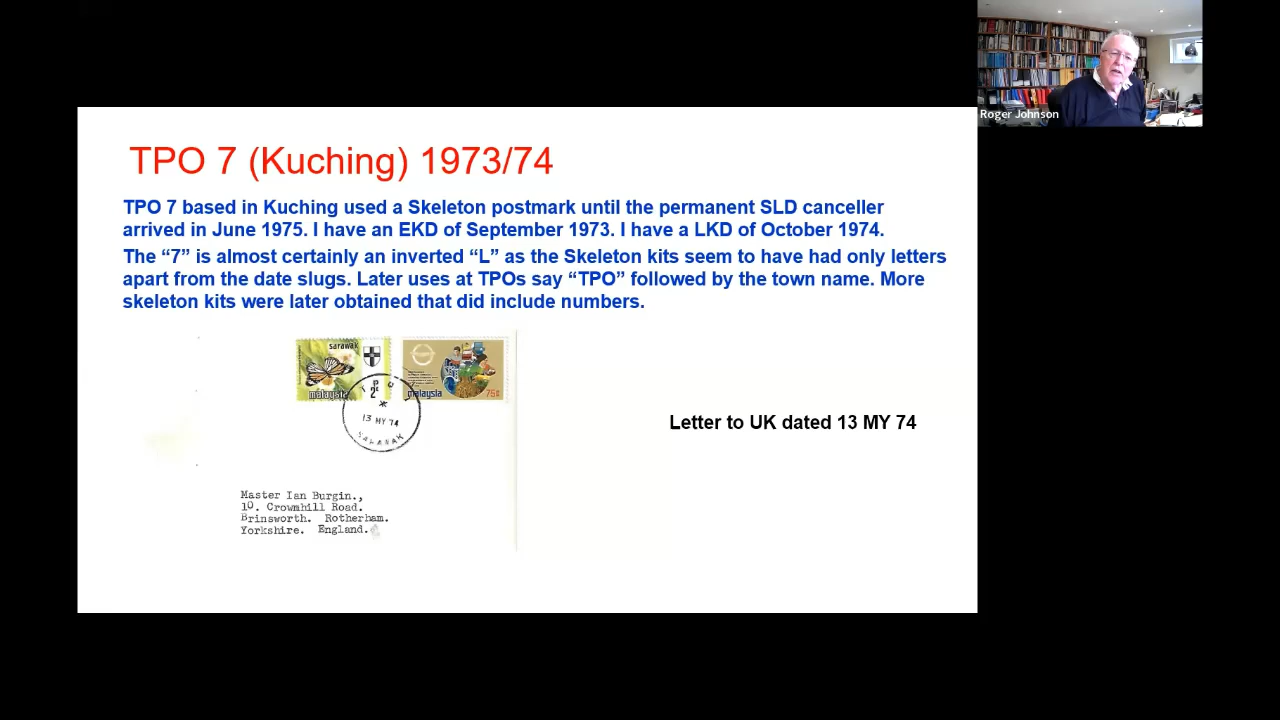 Roger Johnson
TPO 7 (Kuching) 1973/74
TPO 7 based in Kuching used a Skeleton postmark until the permanent SLD canceller
arrived in June 1975. I have an EKD of September 1973. I have a LKD of October 1974.
The “7” is almost certainly an inverted “L” as the Skeleton kits seem to have had only letters
apart from the date slugs. Later uses at TPOs say “TPO” followed by the town name. More
skeleton kits were later obtained that did include numbers.
sarawak
2¢
malaysia
malaysia
75¢
13 MY 74
Letter to UK dated 13 MY 74
Master Ian Burgin.,
10. Crowmhill Road.
Brinsworth. Rotherham.
Yorkshire. England.